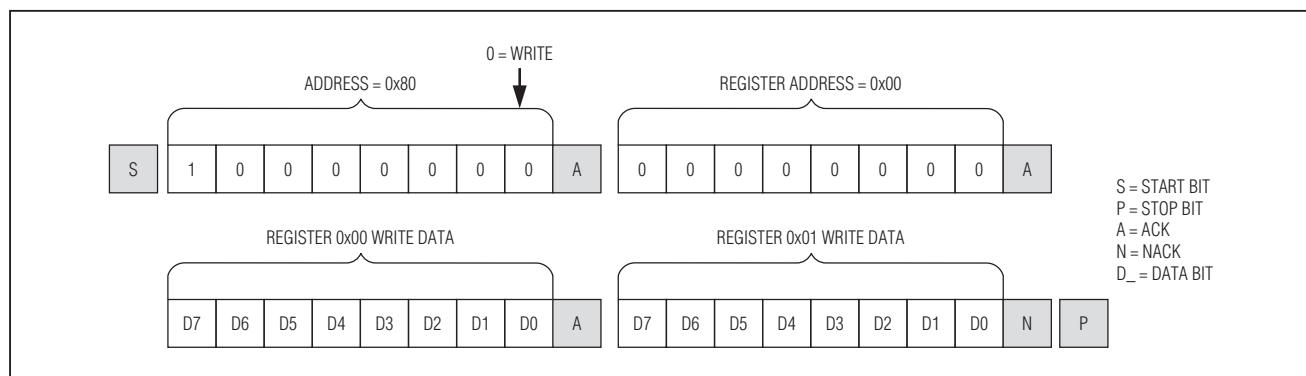 0 = WRITE
ADDRESS = 0x80
REGISTER ADDRESS = 0x00
S 1 0 0 0 0 0 0 0 A 0 0 0 0 0 0 0 0 A
S = START BIT
P = STOP BIT
A = ACK
N = NACK
D_ = DATA BIT
REGISTER 0x00 WRITE DATA
REGISTER 0x01 WRITE DATA
D7 D6 D5 D4 D3 D2 D1 D0 A D7 D6 D5 D4 D3 D2 D1 D0 N P